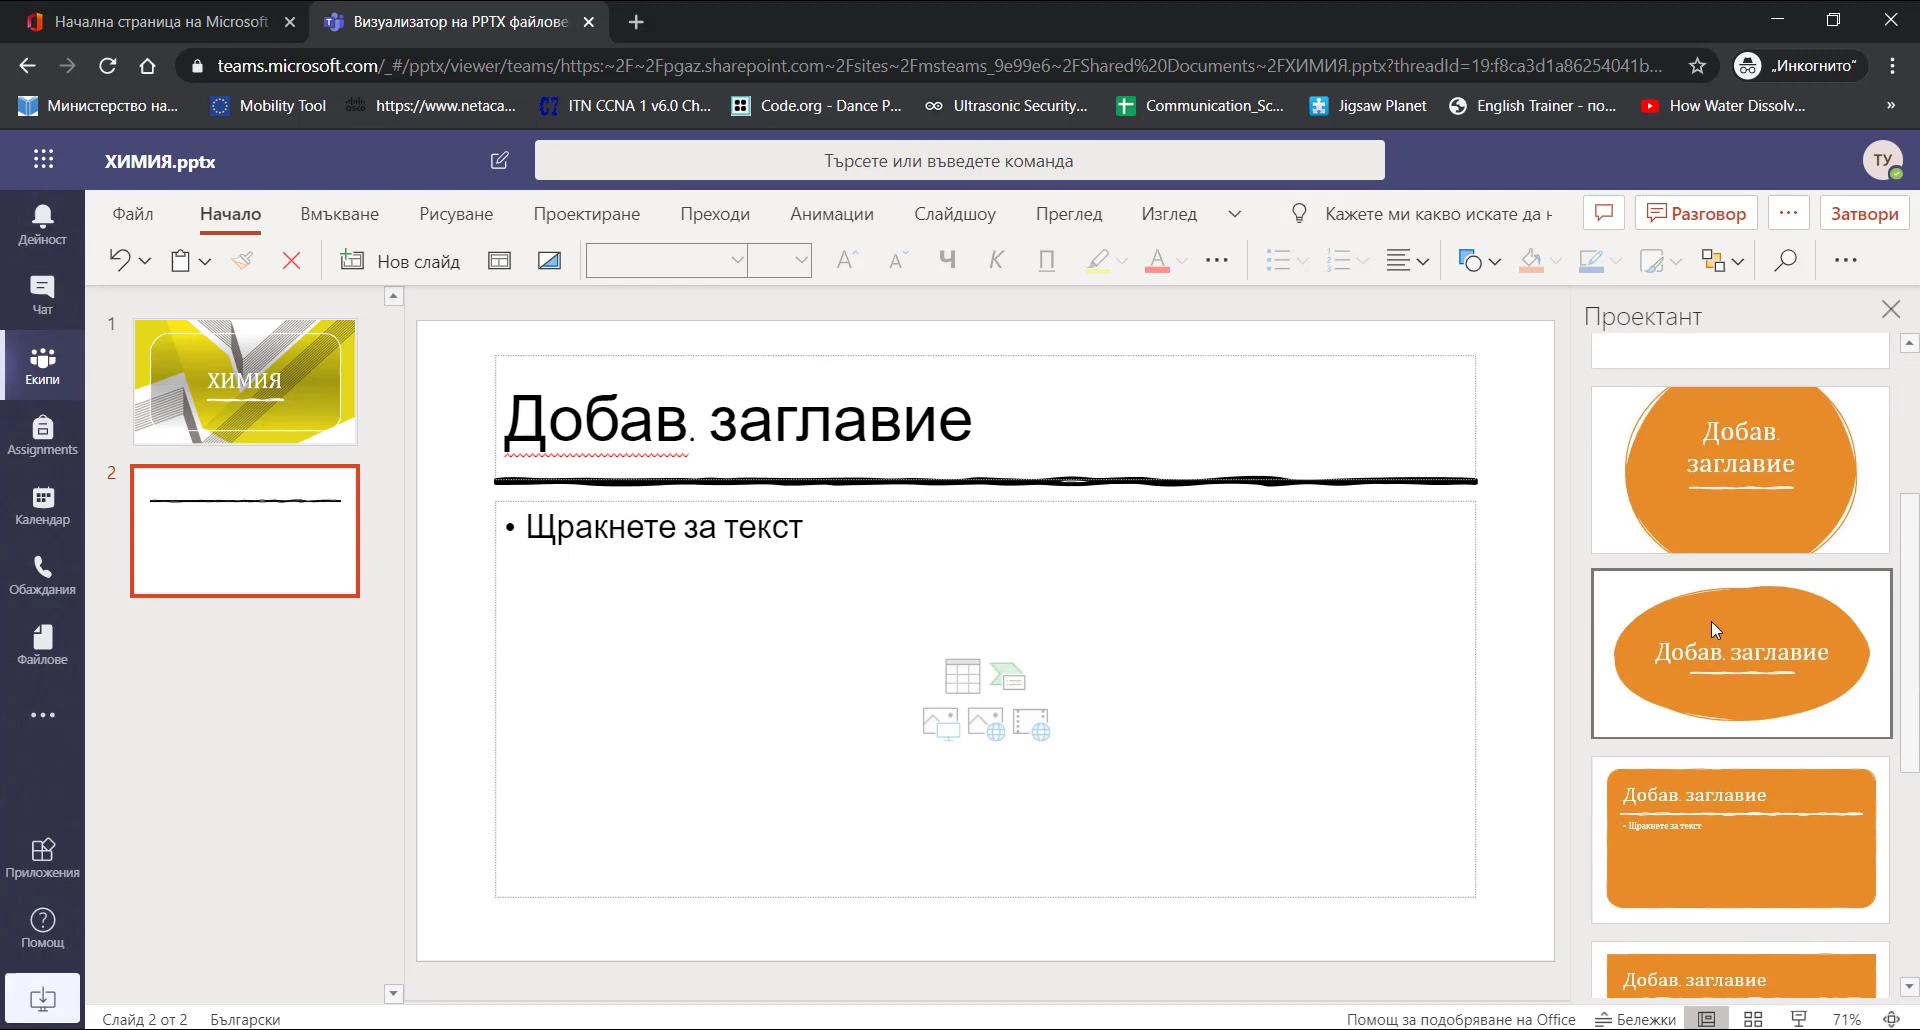 Начална страница на Microsoft
Визуализатор на PPTX файлове
teams.microsoft.com/_#/pptx/viewer/teams/https:~2F~2Fpgaz.sharepoint.com~2Fsites~2Fmsteams_9e99e6~2FShared%20Documents~2FХИМИЯ.pptx?threadId=19:f8ca3d1a86254041b...
„Инкогнито“
Министерство на...
Mobility Tool
https://www.netaca...
ITN CCNA 1 v6.0 Ch...
Code.org - Dance P...
Ultrasonic Security...
Communication_Sc...
Jigsaw Planet
English Trainer - по...
How Water Dissolv...
»
ХИМИЯ.pptx
Търсете или въведете команда
ТУ
Файл
Начало
Вмъкване
Рисуване
Проектиране
Преходи
Анимации
Слайдшоу
Преглед
Изглед
Кажете ми какво искате да н
Разговор
Затвори
Нов слайд
Ч
К
П
Дейност
Чат
Екипи
Assignments
Календар
Обаждания
Файлове
Приложения
Помощ
1
ХИМИЯ
2
Добав. заглавие
• Щракнете за текст
Проектант
Добав.
заглавие
Добав. заглавие
Добав. заглавие
• Щракнете за текст
Добав. заглавие
Слайд 2 от 2
Български
Помощ за подобряване на Office
Бележки
71%